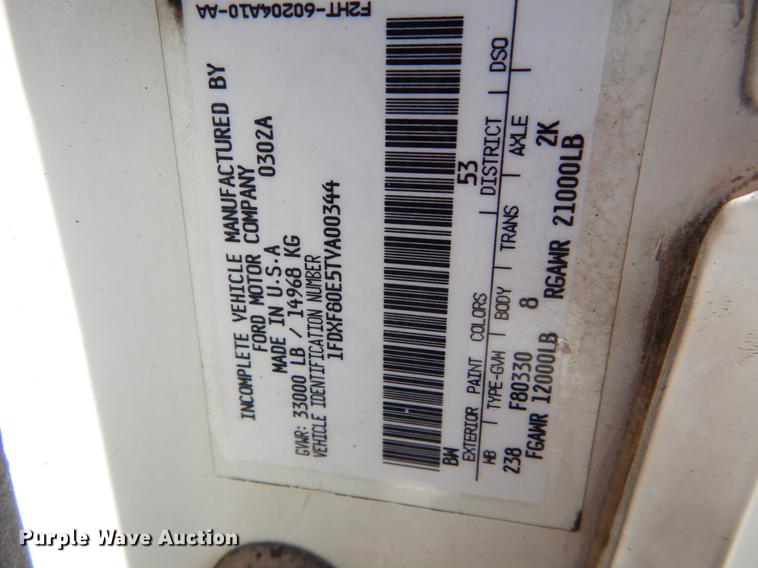 F2HT-60204A10-AA
INCOMPLETE VEHICLE MANUFACTURED BY
FORD MOTOR COMPANY
MADE IN U.S.A 0302A
GVWR: 33000 LB / 14968 KG
VEHICLE IDENTIFICATION NUMBER
1FDXF80E5TVA00344
BW 53
EXTERIOR PAINT COLORS DISTRICT DSO
WB TYPE-GVW BODY TRANS AXLE
238 F80330 8 2K
FGAWR 12000LB RGAWR 21000LB
Purple Wave Auction